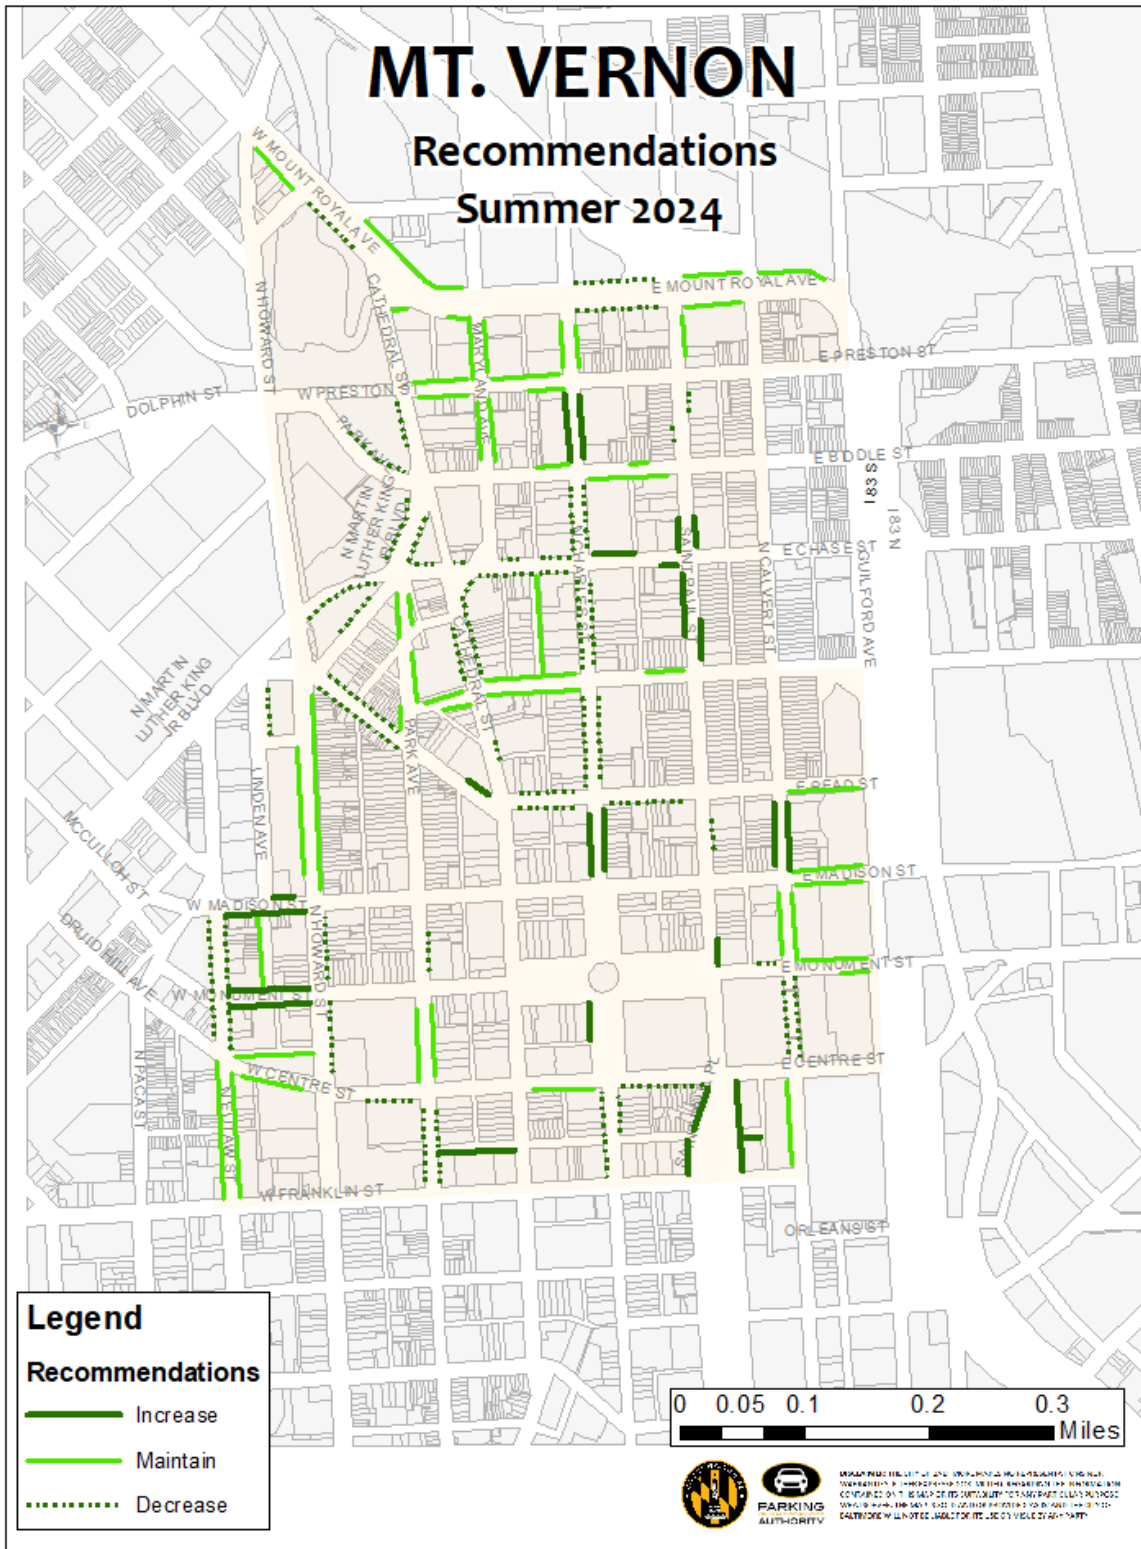 MT. VERNON
Recommendations
Summer 2024
W MOUNT ROYAL AVE
E MOUNT ROYAL AVE
N HOWARD ST
CATHEDRAL ST
MARYLAND AVE
E PRESTON ST
W PRESTON ST
DOLPHIN ST
PARK AVE
E BIDDLE ST
I 83 S
I 83 N
N MARTIN
LUTHER KING
JR BLVD
N CHARLES ST
SAINT PAUL ST
N CALVERT ST
E CHASE ST
GUILFORD AVE
CATHEDRAL ST
N MARTIN
LUTHER KING
JR BLVD
PARK AVE
LINDEN AVE
E READ ST
MCCULLOH ST
E MADISON ST
W MADISON ST
DRUID HILL AVE
N HOWARD ST
E MONUMENT ST
W MONUMENT ST
N PACA ST
W CENTRE ST
E CENTRE ST
PL
W FRANKLIN ST
ORLEANS ST
Legend
Recommendations
Increase
Maintain
Decrease
0 0.05 0.1 0.2 0.3
Miles
PARKING
AUTHORITY